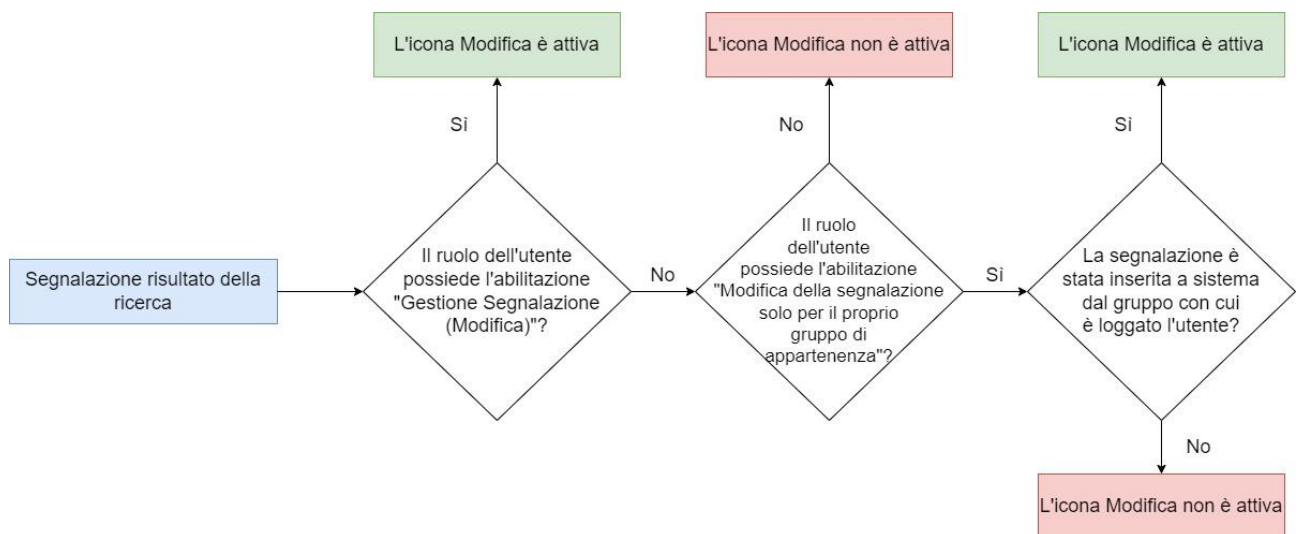 L'icona Modifica è attiva
L'icona Modifica non è attiva
L'icona Modifica è attiva
Sì
No
Sì
Segnalazione risultato della
ricerca
Il ruolo dell'utente
possiede l'abilitazione
"Gestione Segnalazione
(Modifica)"?
No
Il ruolo
dell'utente
possiede l'abilitazione
"Modifica della segnalazione
solo per il proprio
gruppo di
appartenenza"?
Sì
La segnalazione è
stata inserita a sistema
dal gruppo con cui
è loggato l'utente?
No
L'icona Modifica non è attiva